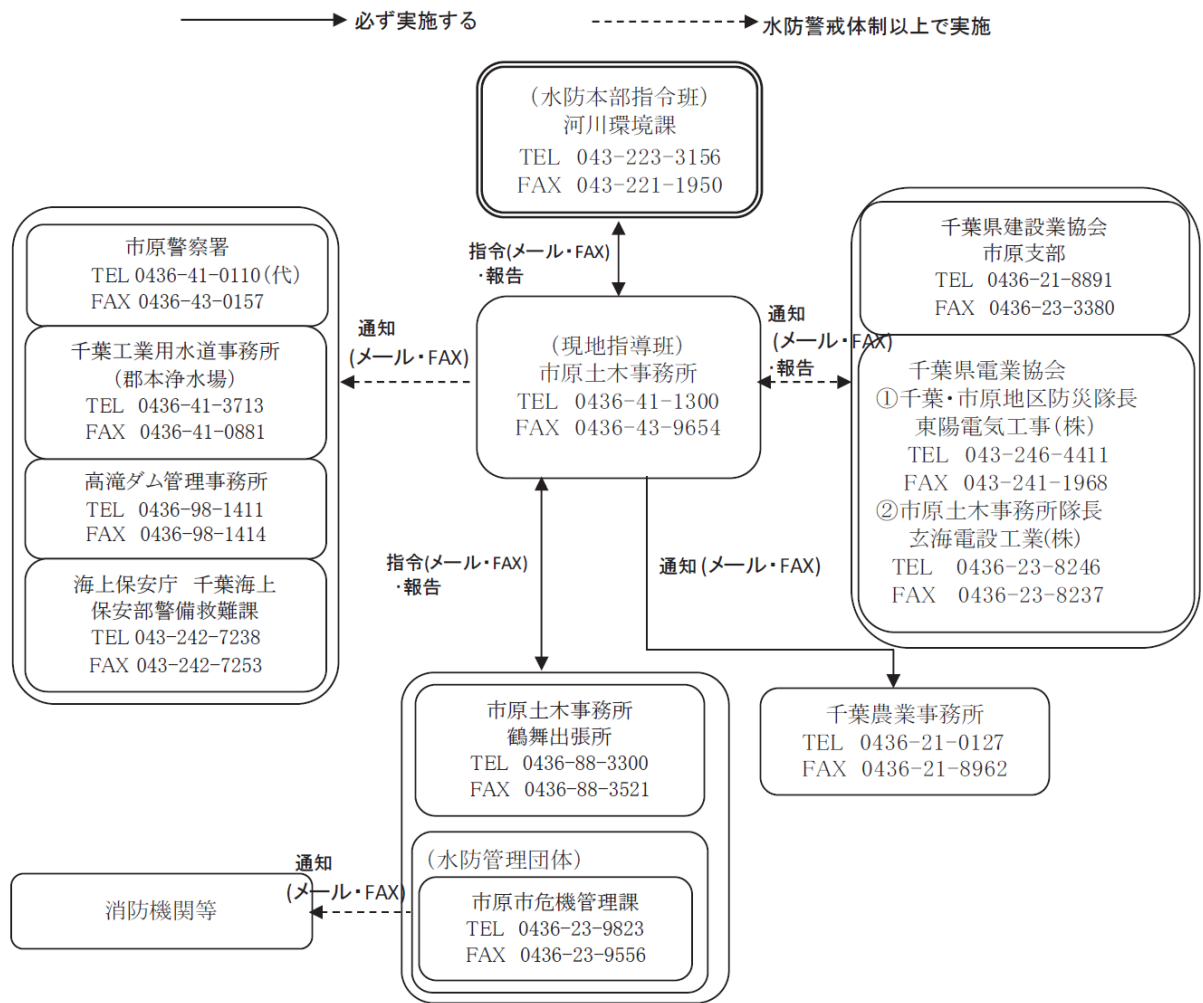 必ず実施する
水防警戒体制以上で実施
(水防本部指令班)
河川環境課
TEL 043-223-3156
FAX 043-221-1950
指令(メール・FAX)
・報告
市原警察署
TEL 0436-41-0110(代)
FAX 0436-43-0157
千葉工業用水道事務所
(郡本浄水場)
TEL 0436-41-3713
FAX 0436-41-0881
高滝ダム管理事務所
TEL 0436-98-1411
FAX 0436-98-1414
海上保安庁 千葉海上
保安部警備救難課
TEL 043-242-7238
FAX 043-242-7253
通知
(メール・FAX)
(現地指導班)
市原土木事務所
TEL 0436-41-1300
FAX 0436-43-9654
通知
(メール・FAX)
・報告
千葉県建設業協会
市原支部
TEL 0436-21-8891
FAX 0436-23-3380
千葉県電業協会
①千葉・市原地区防災隊長
東陽電気工事(株)
TEL 043-246-4411
FAX 043-241-1968
②市原土木事務所隊長
玄海電設工業(株)
TEL 0436-23-8246
FAX 0436-23-8237
指令(メール・FAX)
・報告
通知(メール・FAX)
市原土木事務所
鶴舞出張所
TEL 0436-88-3300
FAX 0436-88-3521
千葉農業事務所
TEL 0436-21-0127
FAX 0436-21-8962
(水防管理団体)
市原市危機管理課
TEL 0436-23-9823
FAX 0436-23-9556
通知
(メール・FAX)
消防機関等